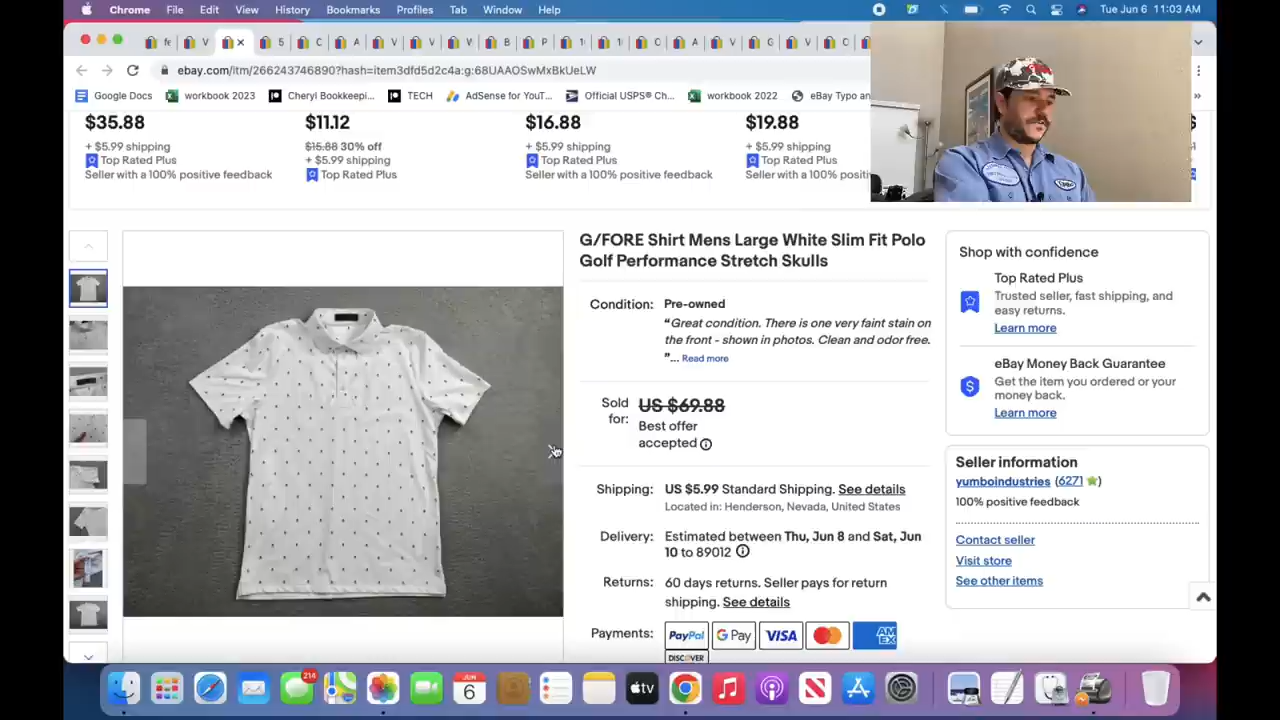 Chrome File Edit View History Bookmarks Profiles Tab Window Help Tue Jun 6 11:03 AM
ebay.com/itm/266243746890?hash=item3dfd5d2c4a:g:68UAAOSwMxBkUeLW
Google Docs workbook 2023 Cheryl Bookkeepi... TECH AdSense for YouT... Official USPS® Ch... workbook 2022 eBay Typo an
$35.88 $11.12 $16.88 $19.88
+ $5.99 shipping $15.88 30% off + $5.99 shipping + $5.99 shipping
Top Rated Plus + $5.99 shipping Top Rated Plus Top Rated Plus
Seller with a 100% positive feedback Top Rated Plus Seller with a 100% positive feedback Seller with a 100% positi
G/FORE Shirt Mens Large White Slim Fit Polo
Golf Performance Stretch Skulls
Condition: Pre-owned
“Great condition. There is one very faint stain on
the front - shown in photos. Clean and odor free.
”... Read more
Sold for: US $69.88
Best offer
accepted
Shipping: US $5.99 Standard Shipping. See details
Located in: Henderson, Nevada, United States
Delivery: Estimated between Thu, Jun 8 and Sat, Jun
10 to 89012
Returns: 60 days returns. Seller pays for return
shipping. See details
Payments: PayPal G Pay VISA AM EX
DISCOVER
Shop with confidence
Top Rated Plus
Trusted seller, fast shipping, and
easy returns.
Learn more
eBay Money Back Guarantee
Get the item you ordered or your
money back.
Learn more
Seller information
yumboindustries (6271)
100% positive feedback
Contact seller
Visit store
See other items
214
JUN
6
tv